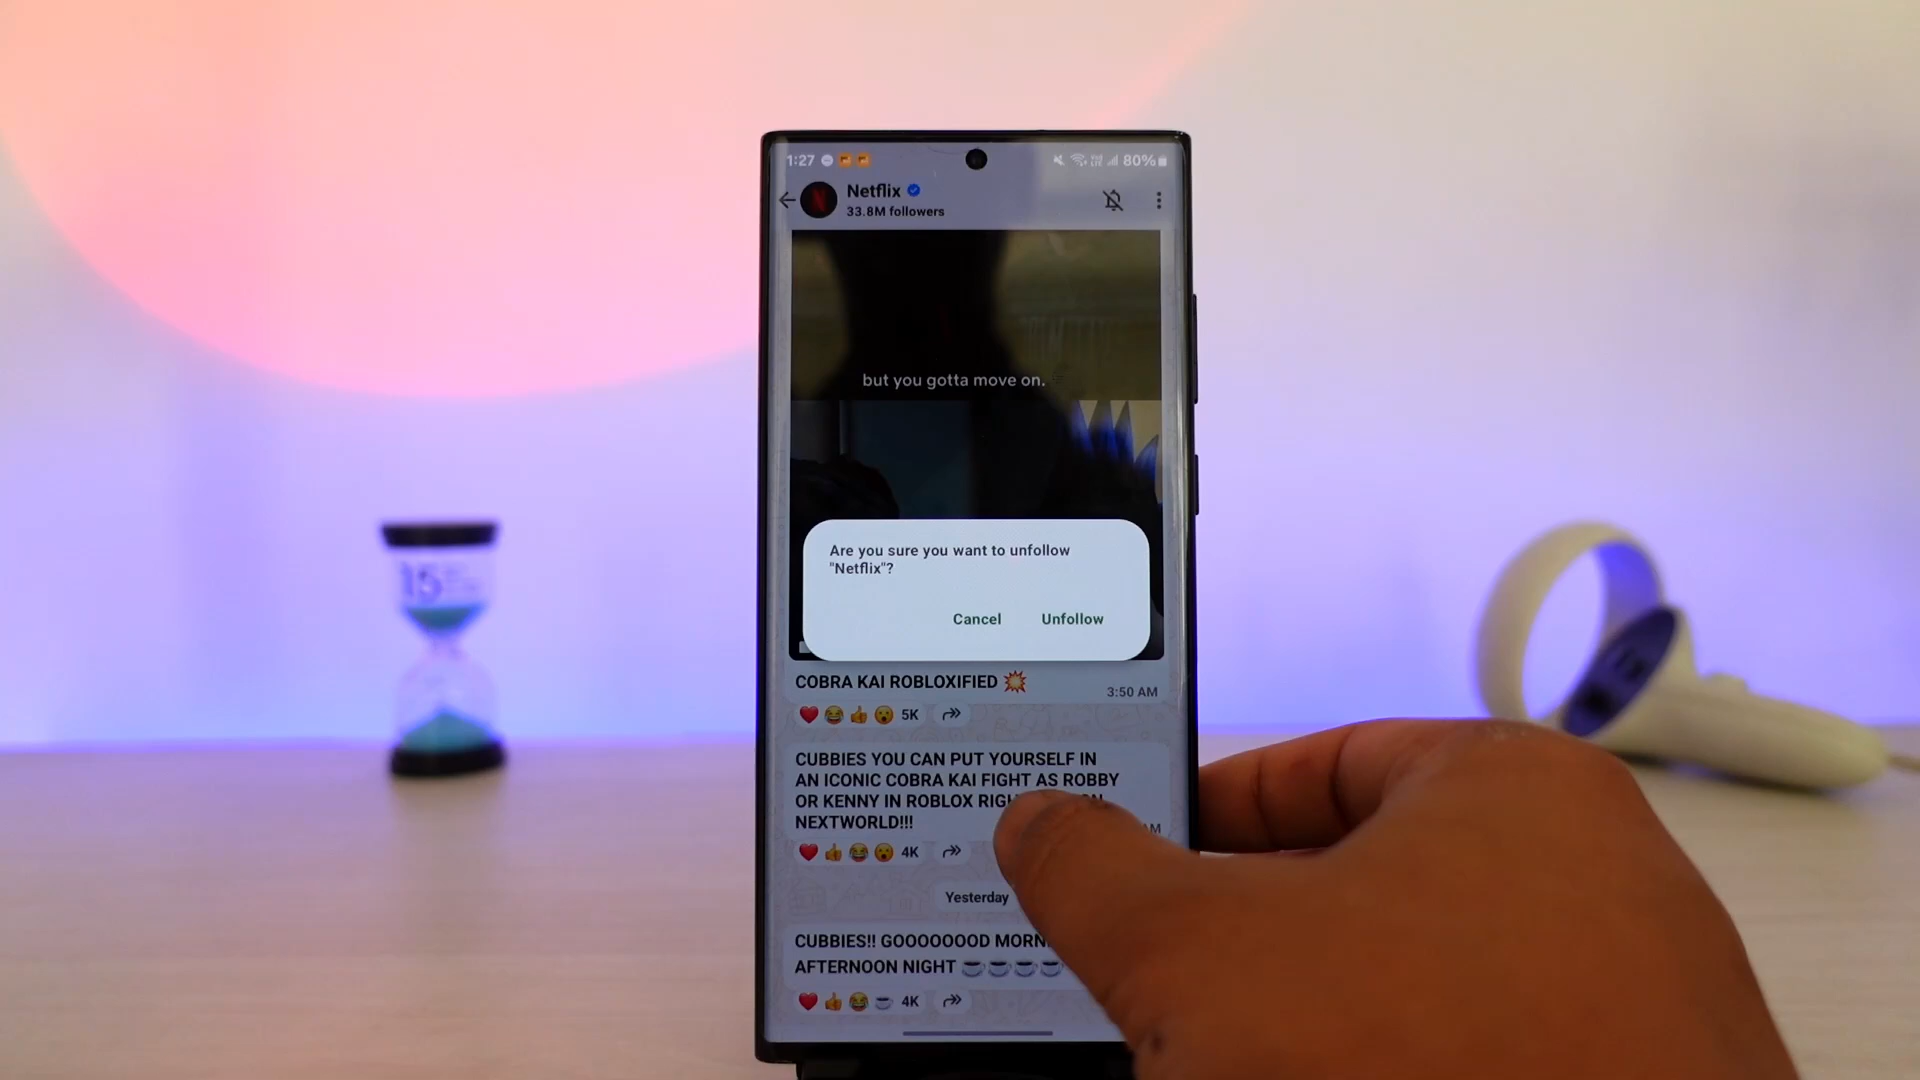 1:27
80%
Netflix
33.8M followers
but you gotta move on.
Are you sure you want to unfollow
"Netflix"?
Cancel Unfollow
COBRA KAI ROBLOXIFIED 💥
3:50 AM
❤️😂👍😮 5K
CUBBIES YOU CAN PUT YOURSELF IN
AN ICONIC COBRA KAI FIGHT AS ROBBY
OR KENNY IN ROBLOX
NEXTWORLD!!!
AM
❤️👍😂😮 4K
Yesterday
CUBBIES!! GOOOOOOOD
AFTERNOON NIGHT ☕☕☕☕
❤️👍😂☕ 4K
15